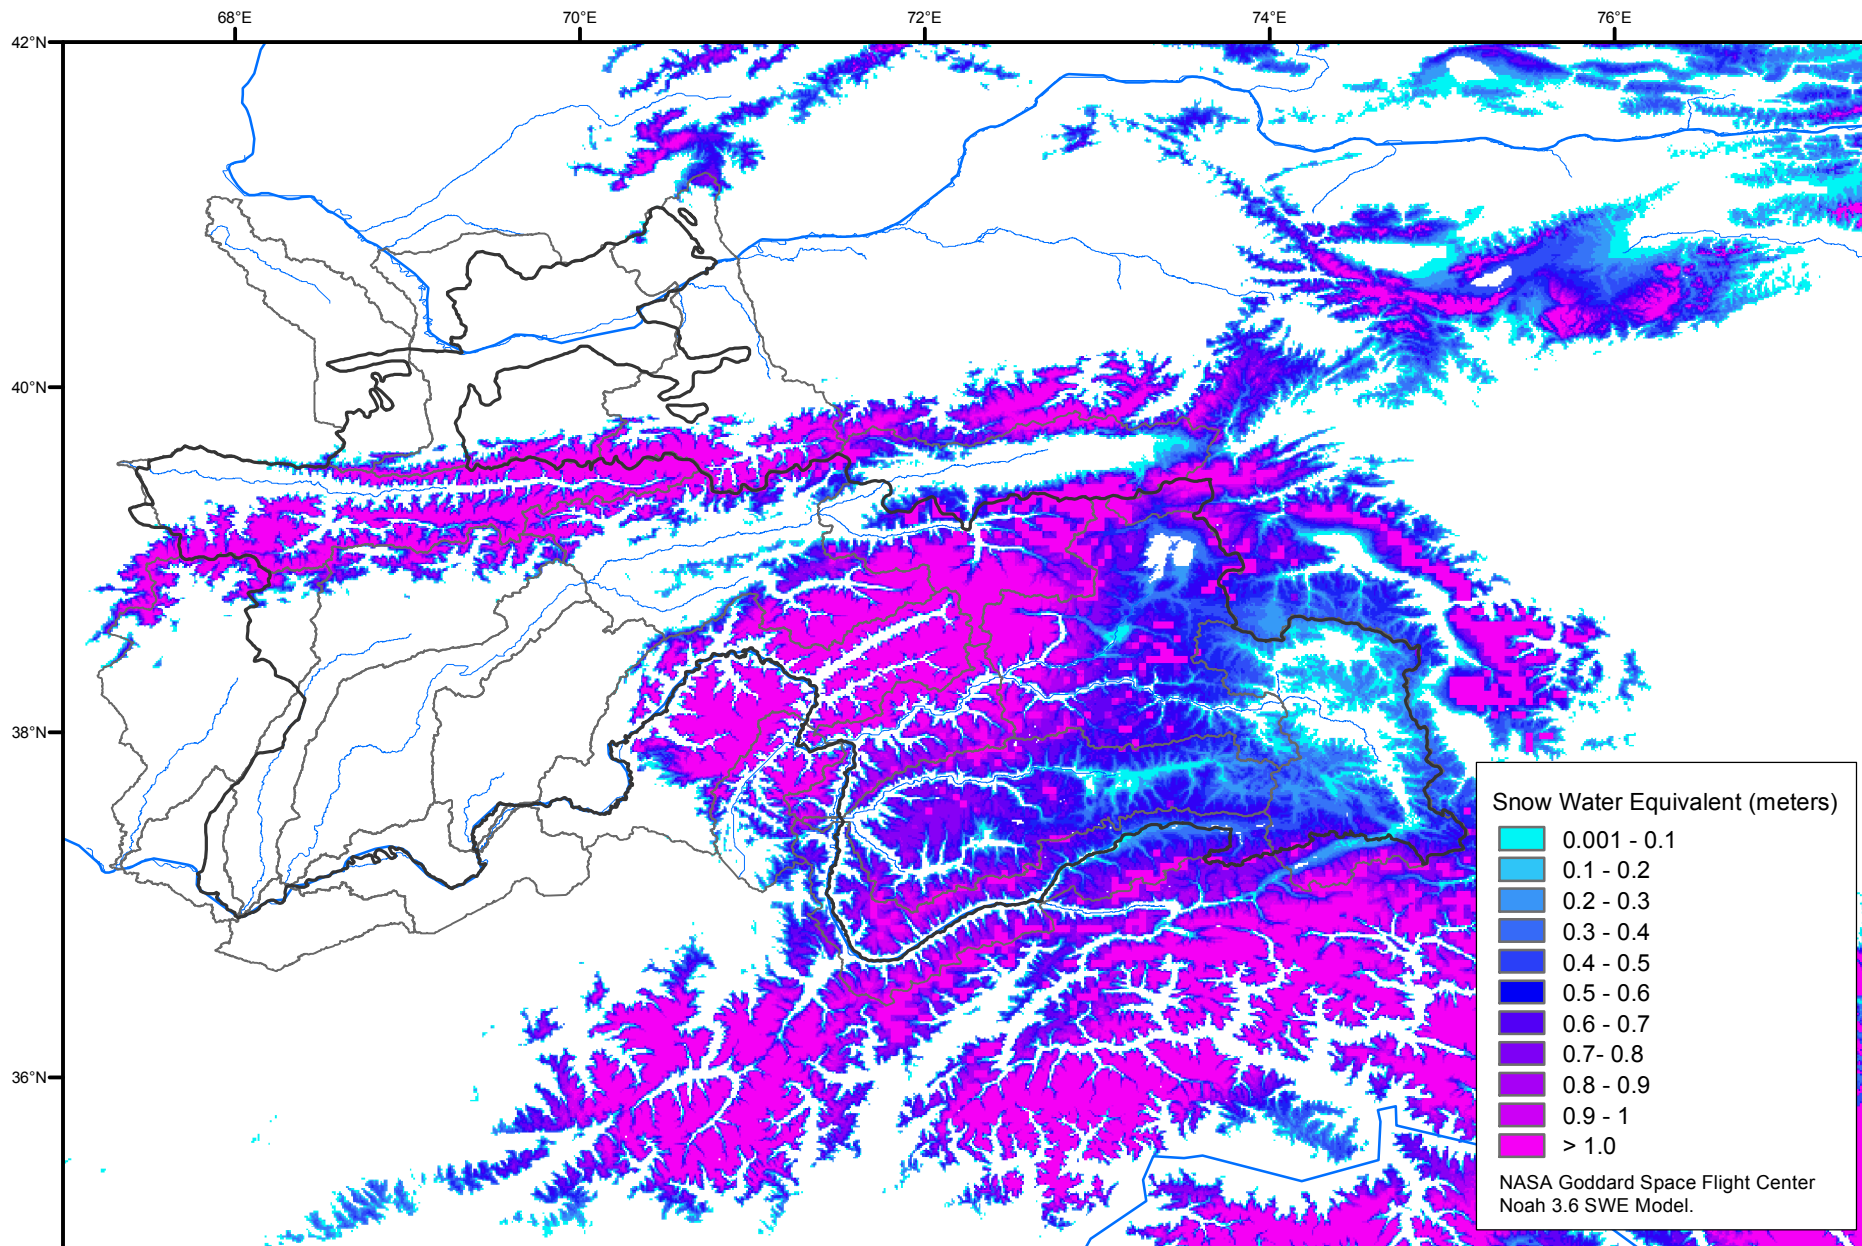 68°E 70°E 72°E 74°E 76°E
42°N
40°N
38°N
36°N
Snow Water Equivalent (meters)
0.001 - 0.1
0.1 - 0.2
0.2 - 0.3
0.3 - 0.4
0.4 - 0.5
0.5 - 0.6
0.6 - 0.7
0.7- 0.8
0.8 - 0.9
0.9 - 1
> 1.0
NASA Goddard Space Flight Center
Noah 3.6 SWE Model.